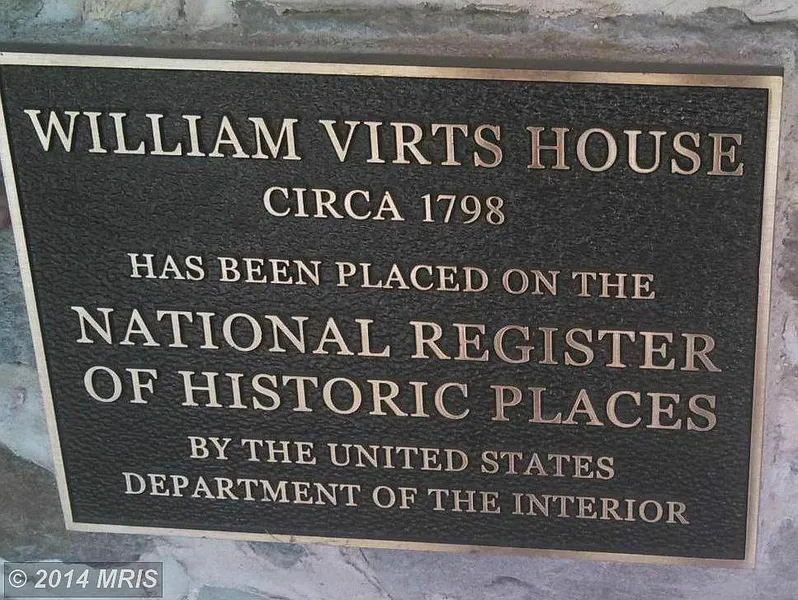 WILLIAM VIRTS HOUSE
CIRCA 1798
HAS BEEN PLACED ON THE
NATIONAL REGISTER
OF HISTORIC PLACES
BY THE UNITED STATES
DEPARTMENT OF THE INTERIOR
© 2014 MRIS